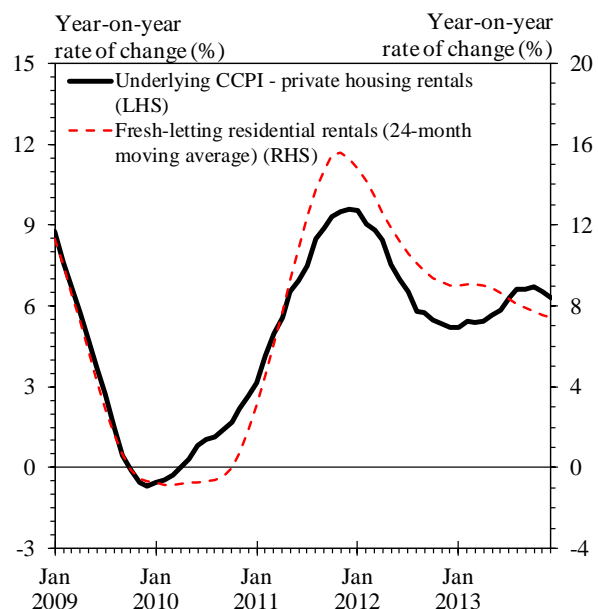 Year-on-year
rate of change (%)
Year-on-year
rate of change (%)
Underlying CCPI - private housing rentals
(LHS)
Fresh-letting residential rentals (24-month
moving average) (RHS)
15
12
9
6
3
0
-3
20
16
12
8
4
0
-4
Jan
2009
Jan
2010
Jan
2011
Jan
2012
Jan
2013